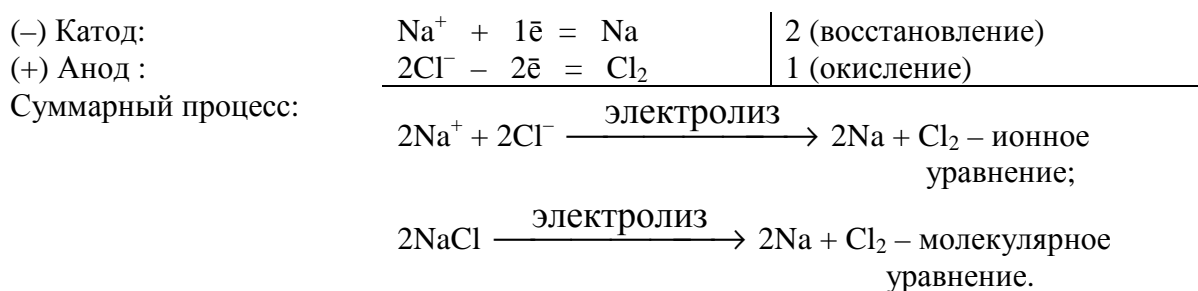 (–) Катод: Na⁺ + 1ē = Na 2 (восстановление)
(+) Анод : 2Cl⁻ – 2ē = Cl₂ 1 (окисление)
Суммарный процесс:
электролиз
2Na⁺ + 2Cl⁻ ⟶ 2Na + Cl₂ – ионное
уравнение;
электролиз
2NaCl ⟶ 2Na + Cl₂ – молекулярное
уравнение.